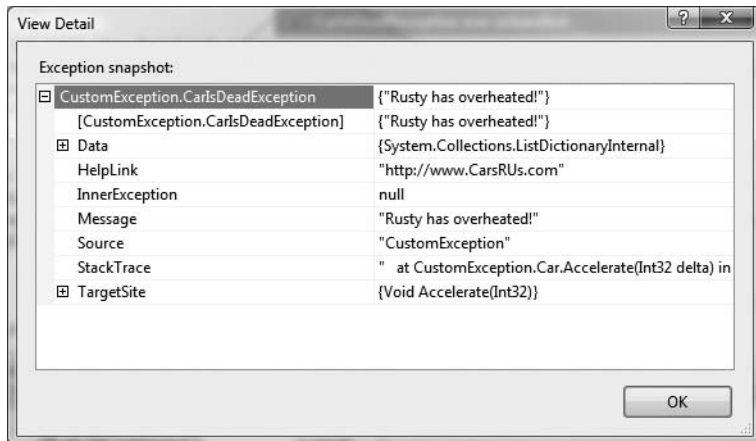 View Detail
Exception snapshot:
CustomException.CarIsDeadException {"Rusty has overheated!"}
[CustomException.CarIsDeadException] {"Rusty has overheated!"}
Data {System.Collections.ListDictionaryInternal}
HelpLink "http://www.CarsRUs.com"
InnerException null
Message "Rusty has overheated!"
Source "CustomException"
StackTrace "   at CustomException.Car.Accelerate(Int32 delta) in
TargetSite {Void Accelerate(Int32)}
OK